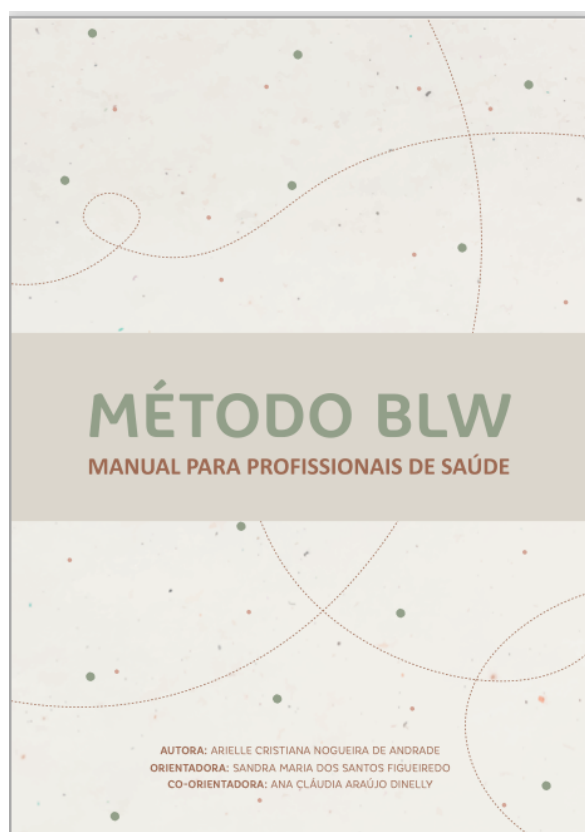 MÉTODO BLW
MANUAL PARA PROFISSIONAIS DE SAÚDE
AUTORA: ARIELLE CRISTIANA NOGUEIRA DE ANDRADE
ORIENTADORA: SANDRA MARIA DOS SANTOS FIGUEIREDO
CO-ORIENTADORA: ANA CLÁUDIA ARAÚJO DINELLY